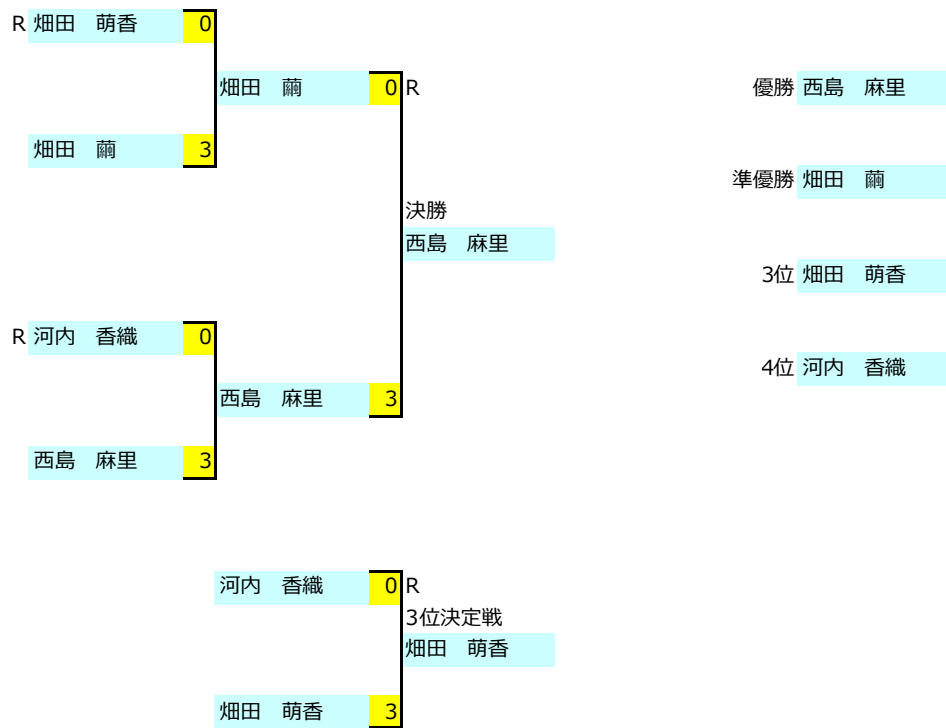 R 畑田　萌香 0
畑田　繭 0 R
優勝 西島　麻里
畑田　繭 3
準優勝 畑田　繭
決勝
西島　麻里
3位 畑田　萌香
R 河内　香織 0
4位 河内　香織
西島　麻里 3
西島　麻里 3
河内　香織 0 R
3位決定戦
畑田　萌香
畑田　萌香 3